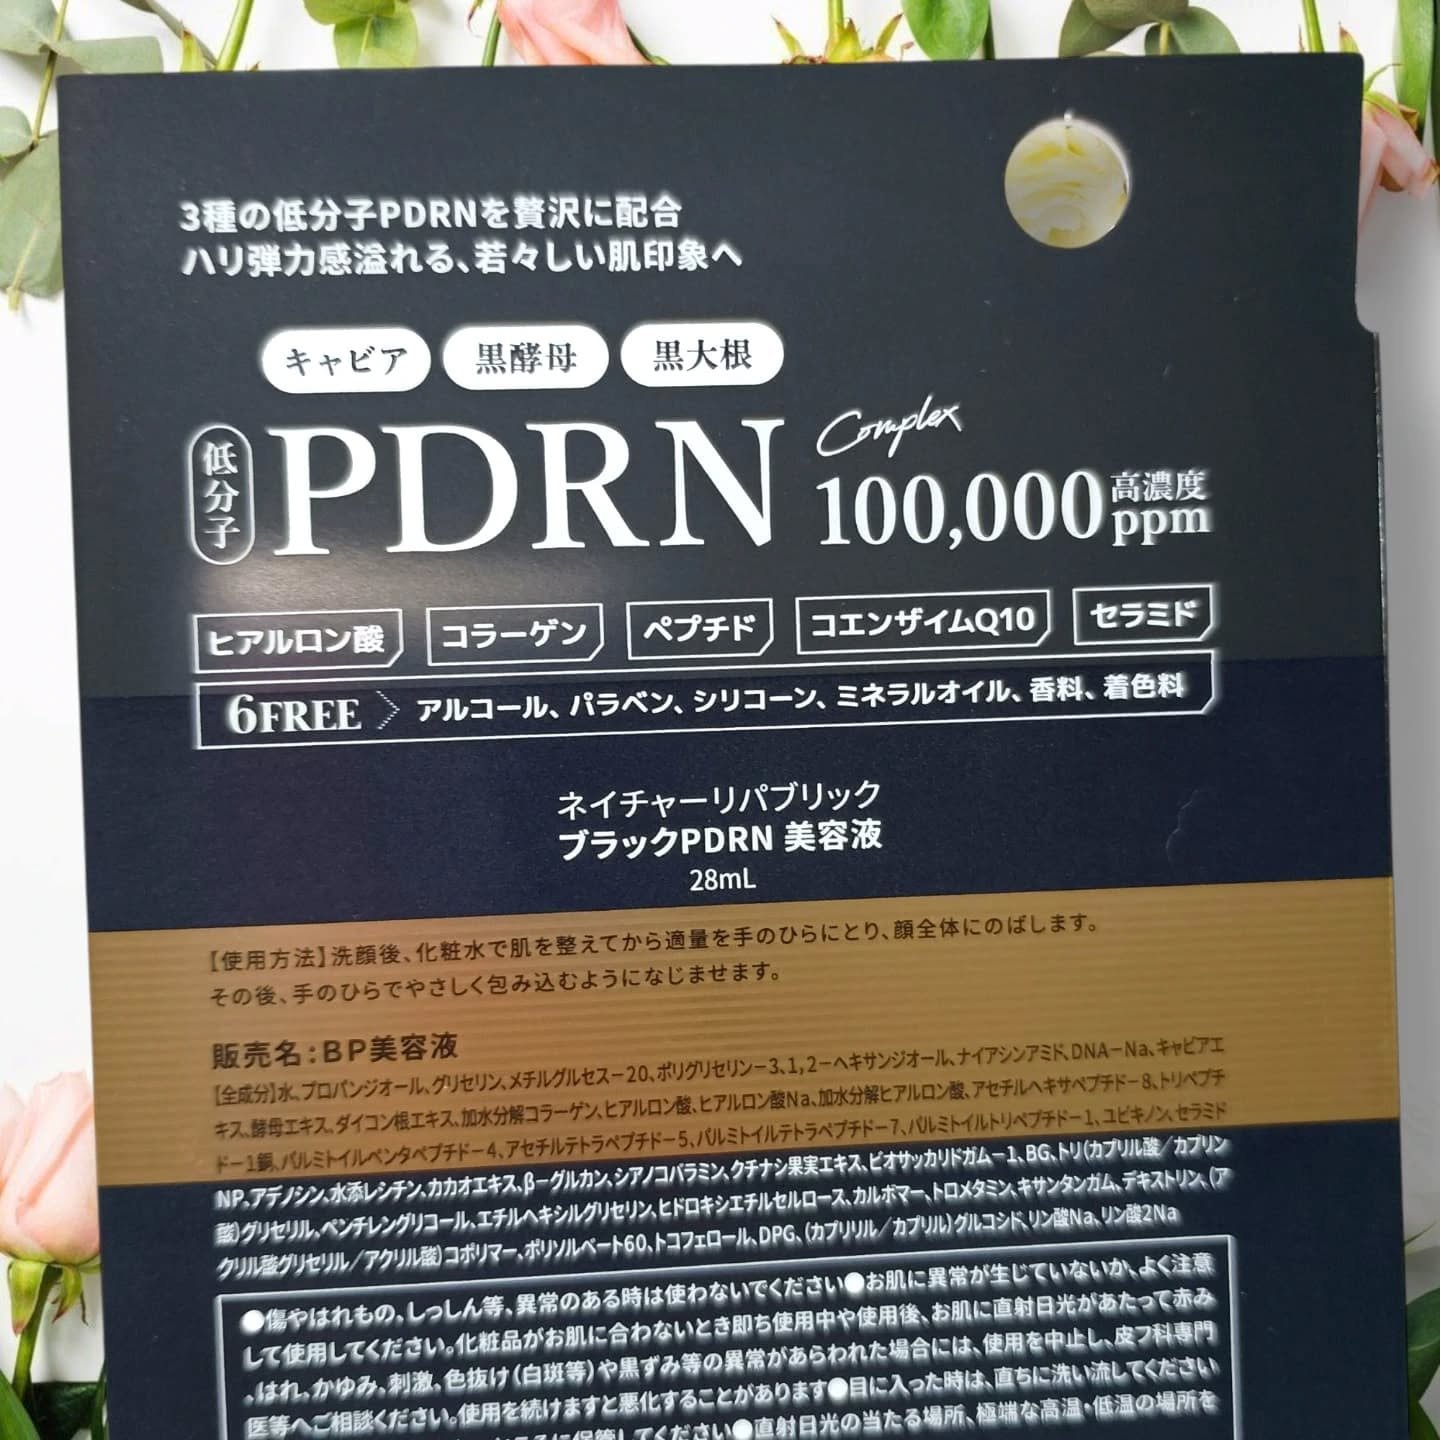 3種の低分子PDRNを贅沢に配合
ハリ弾力感溢れる、若々しい肌印象へ
キャビア 黒酵母 黒大根
低分子 PDRN Complex 100,000 高濃度 ppm
ヒアルロン酸 コラーゲン ペプチド コエンザイムQ10 セラミド
6FREE アルコール、パラベン、シリコーン、ミネラルオイル、香料、着色料
ネイチャーリパブリック
ブラックPDRN 美容液
28mL
【使用方法】洗顔後、化粧水で肌を整えてから適量を手のひらにとり、顔全体にのばします。
その後、手のひらでやさしく包み込むようになじませます。
販売名:BP美容液
【全成分】水、プロパンジオール、グリセリン、メチルグルセス-20、ポリグリセリン-3、1,2-ヘキサンジオール、ナイアシンアミド、DNA-Na、キャビアエ
キス、酵母エキス、ダイコン根エキス、加水分解コラーゲン、ヒアルロン酸、ヒアルロン酸Na、加水分解ヒアルロン酸、アセチルヘキサペプチド-8、トリペプチ
ド-1銅、パルミトイルペンタペプチド-4、アセチルテトラペプチド-5、パルミトイルテトラペプチド-7、パルミトイルトリペプチド-1、ユビキノン、セラミド
NP、アデノシン、水添レシチン、カカオエキス、β-グルカン、シアノコバラミン、クチナシ果実エキス、ビオサッカリドガム-1、BG、トリ(カプリル酸/カプリン
酸)グリセリル、ペンチレングリコール、エチルヘキシルグリセリン、ヒドロキシエチルセルロース、カルボマー、トロメタミン、キサンタンガム、デキストリン、(ア
クリル酸グリセリル/アクリル酸)コポリマー、ポリソルベート60、トコフェロール、DPG、(カプリリル/カプリル)グルコシド、リン酸Na、リン酸2Na
●傷やはれもの、しっしん等、異常のある時は使わないでください●お肌に異常が生じていないか、よく注意
して使用してください。化粧品がお肌に合わないとき即ち使用中や使用後、お肌に直射日光があたって赤み
、はれ、かゆみ、刺激、色抜け(白斑等)や黒ずみ等の異常があらわれた場合には、使用を中止し、皮フ科専門
医等へご相談ください。使用を続けますと悪化することがあります●目に入った時は、直ちに洗い流してください
ろに保管してください●直射日光の当たる場所、極端な高温・低温の場所を